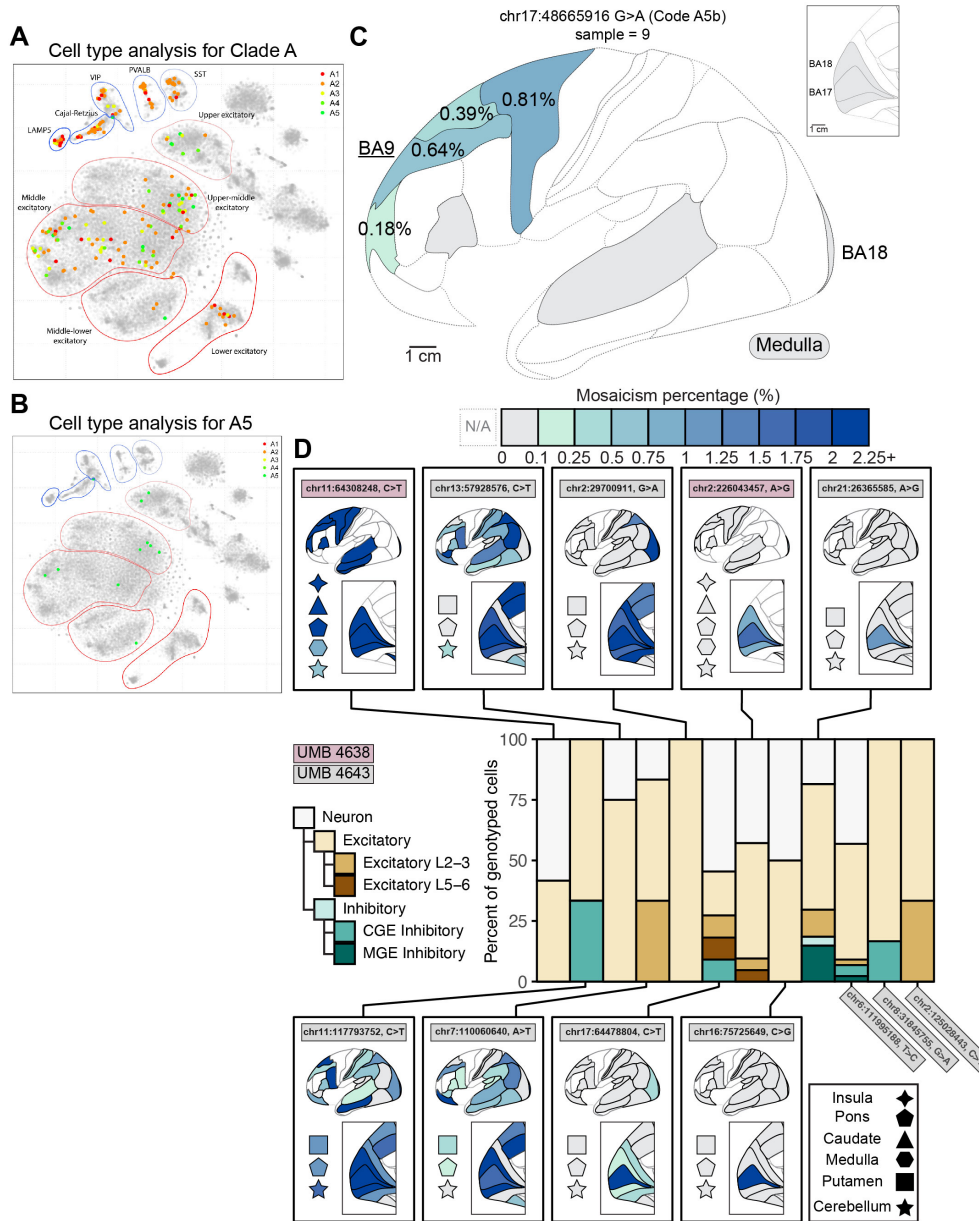 A
Cell type analysis for Clade A
VIP
PVALB
SST
A1
A2
A3
A4
A5
Cajal-Retzius
LAMP5
Upper excitatory
Middle
excitatory
Upper-middle
excitatory
Middle-lower
excitatory
Lower excitatory
B
Cell type analysis for A5
A1
A2
A3
A4
A5
C
chr17:48665916 G>A (Code A5b)
sample = 9
0.81%
0.39%
BA9
0.64%
0.18%
BA18
1 cm
Medulla
BA18
BA17
1 cm
Mosaicism percentage (%)
N/A
0 0.1 0.25 0.5 0.75 1 1.25 1.5 1.75 2 2.25+
D
chr11:64308248, C>T
chr13:57928576, C>T
chr2:29700911, G>A
chr2:226043457, A>G
chr21:26365585, A>G
UMB 4638
UMB 4643
Neuron
Excitatory
Excitatory L2-3
Excitatory L5-6
Inhibitory
CGE Inhibitory
MGE Inhibitory
Percent of genotyped cells
100
75
50
25
0
chr6:111995188, T>C
chr8:31845755, G>A
chr2:125028443, C>
chr11:117793752, C>T
chr7:110060640, A>T
chr17:64478804, C>T
chr16:75725649, C>G
Insula
Pons
Caudate
Medulla
Putamen
Cerebellum